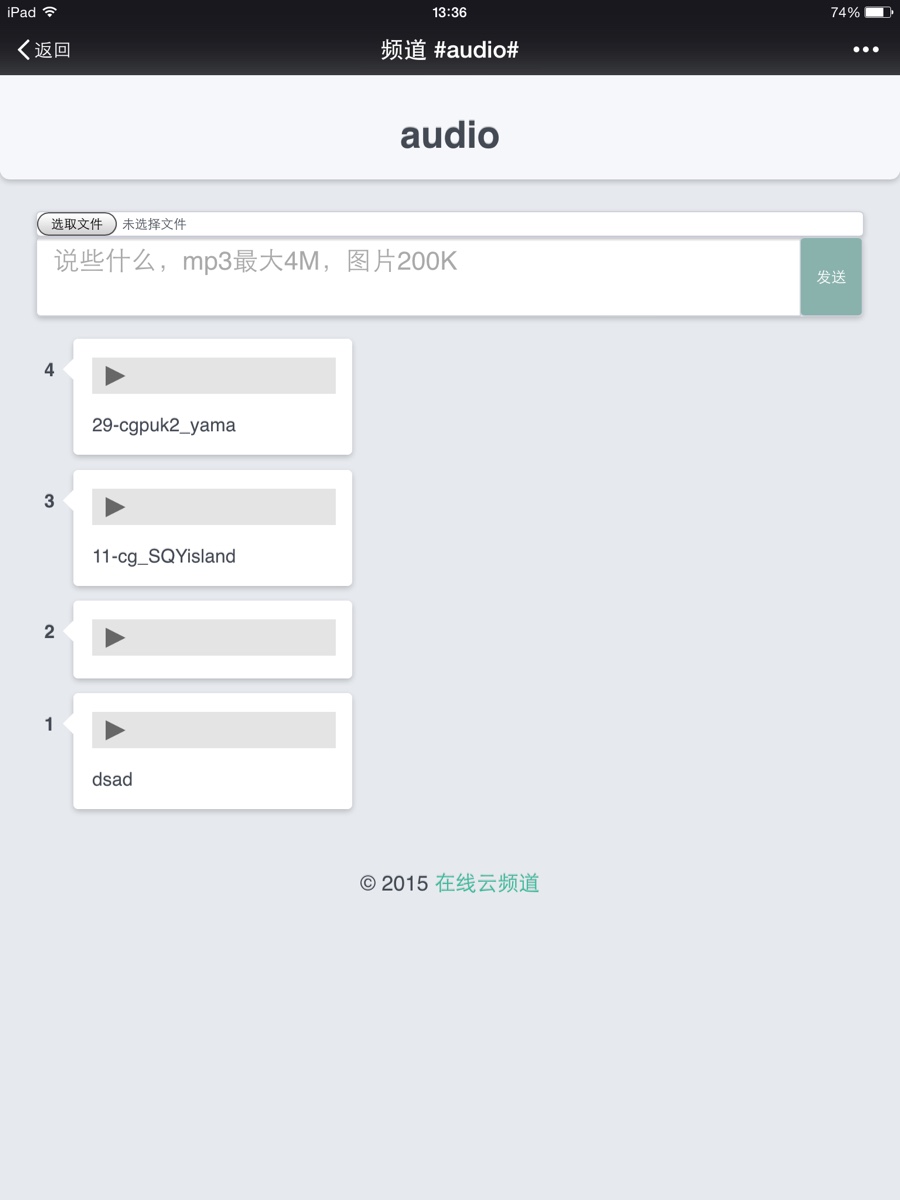 iPad 13:36 74%
返回 频道 #audio#
audio
选取文件 未选择文件
说些什么，mp3最大4M，图片200K
发送
4
29-cgpuk2_yama
3
11-cg_SQYisland
2
1
dsad
© 2015 在线云频道